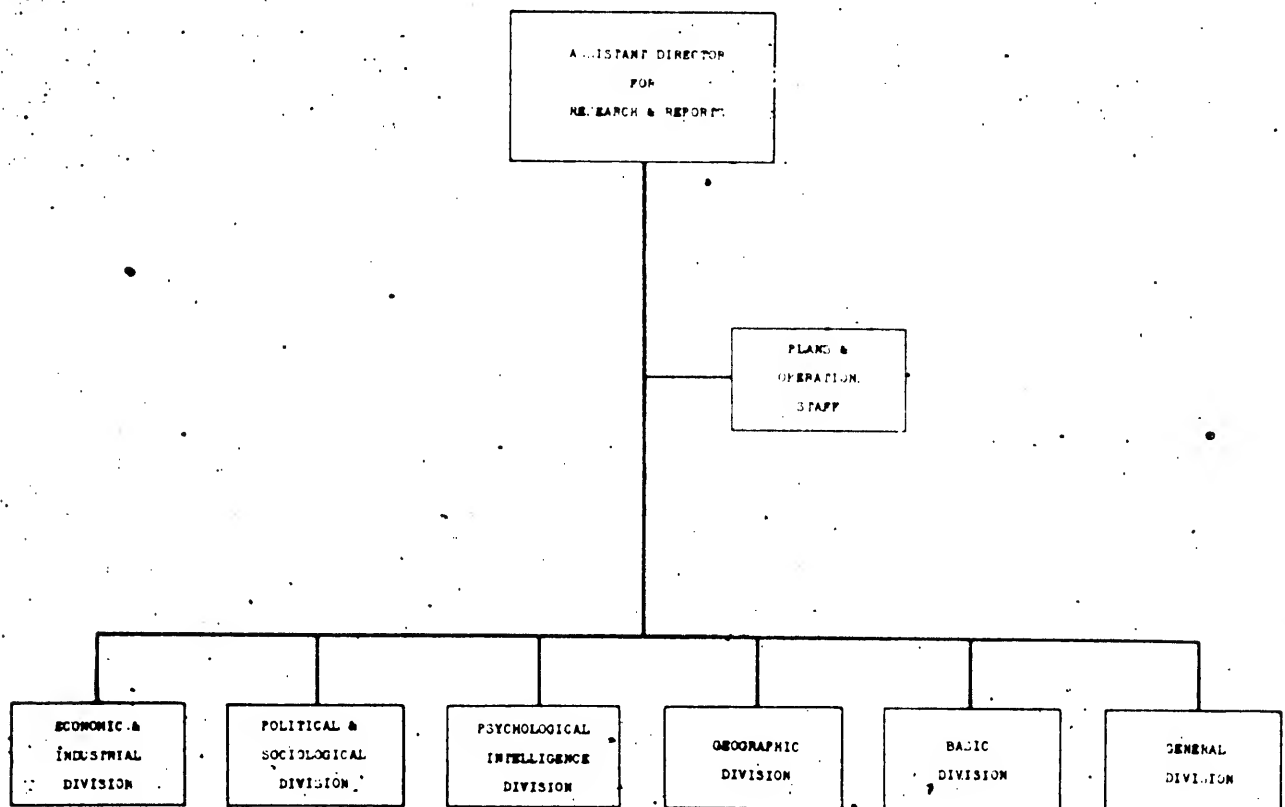 ASSISTANT DIRECTOR
FOR
RESEARCH & REPORTS
PLANS &
OPERATIONS
STAFF
ECONOMIC &
INDUSTRIAL
DIVISION
POLITICAL &
SOCIOLOGICAL
DIVISION
PSYCHOLOGICAL
INTELLIGENCE
DIVISION
GEOGRAPHIC
DIVISION
BASIC
DIVISION
GENERAL
DIVISION